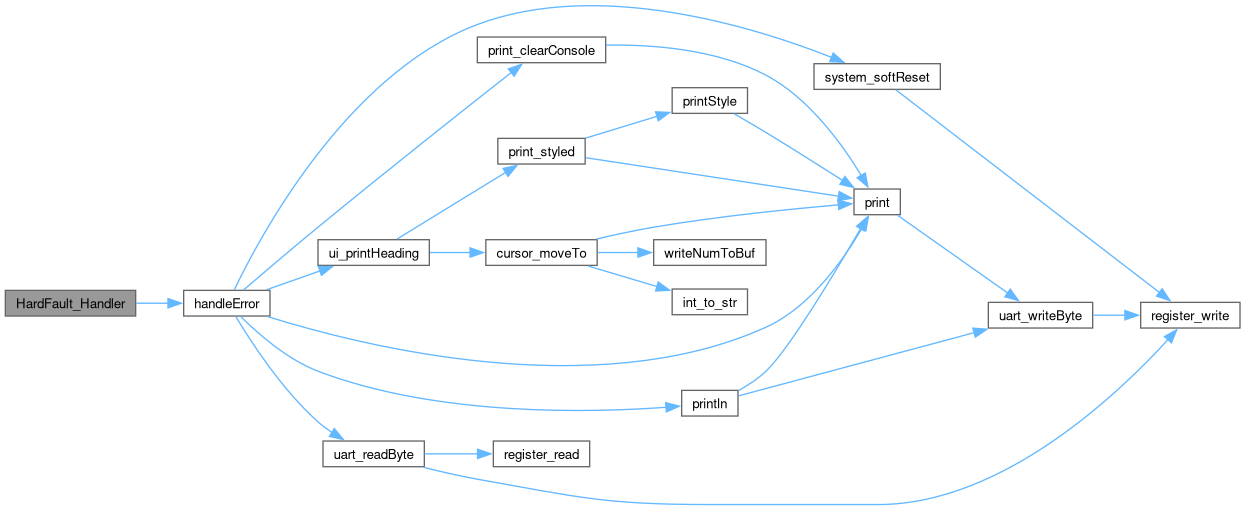 print_clearConsole
system_softReset
printStyle
print_styled
print
ui_printHeading
cursor_moveTo
writeNumToBuf
HardFault_Handler
handleError
int_to_str
uart_writeByte
register_write
println
uart_readByte
register_read